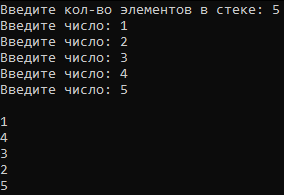 Введите кол-во элементов в стеке: 5
Введите число: 1
Введите число: 2
Введите число: 3
Введите число: 4
Введите число: 5
1
4
3
2
5